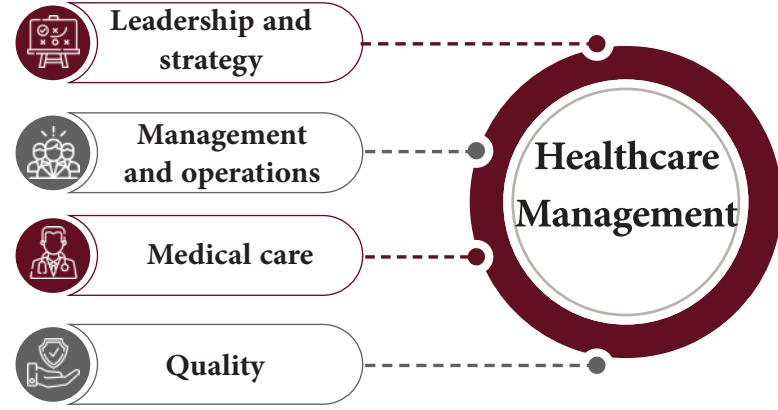 Leadership and
strategy
Management
and operations
Medical care
Quality
Healthcare
Management